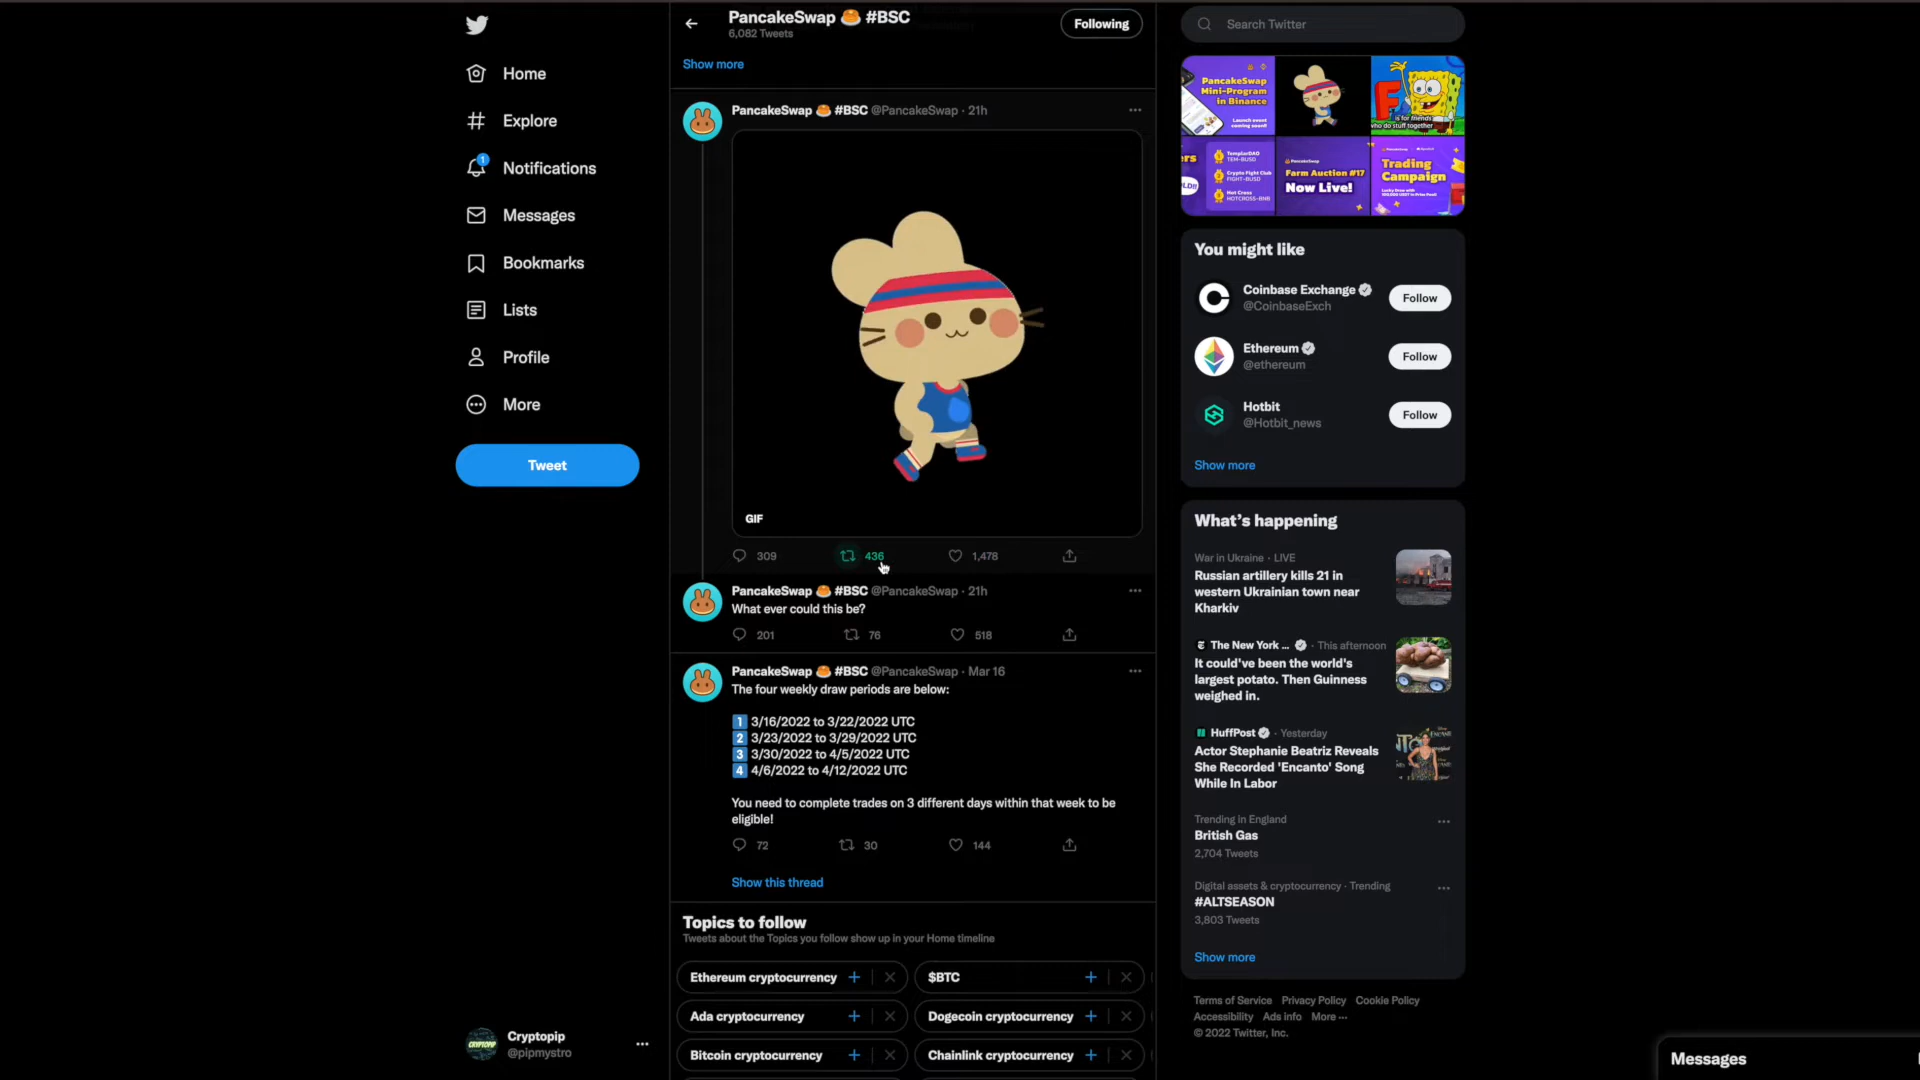 Home
Explore
1
Notifications
Messages
Bookmarks
Lists
Profile
More
Tweet
Cryptopip
@pipmystro
CRYPTOPIP
PancakeSwap 🥞 #BSC
6,082 Tweets
Following
Show more
PancakeSwap 🥞 #BSC @PancakeSwap · 21h
GIF
309 436 1,478
PancakeSwap 🥞 #BSC @PancakeSwap · 21h
What ever could this be?
201 76 518
PancakeSwap 🥞 #BSC @PancakeSwap · Mar 16
The four weekly draw periods are below:
1 3/16/2022 to 3/22/2022 UTC
2 3/23/2022 to 3/29/2022 UTC
3 3/30/2022 to 4/5/2022 UTC
4 4/6/2022 to 4/12/2022 UTC
You need to complete trades on 3 different days within that week to be
eligible!
72 30 144
Show this thread
Topics to follow
Tweets about the Topics you follow show up in your Home timeline
Ethereum cryptocurrency
$BTC
Ada cryptocurrency
Dogecoin cryptocurrency
Bitcoin cryptocurrency
Chainlink cryptocurrency
Search Twitter
PancakeSwap
Mini-Program
in Binance
Launch event
coming soon!
F
is for friends
who do stuff together
ers
TemplarDAO
TEM-BUSD
Crypto Fight Club
FIGHT-BUSD
Hot Cross
HOTCROSS-BNB
PancakeSwap
Farm Auction #17
Now Live!
PancakeSwap
Trading
Campaign
You might like
Coinbase Exchange
@CoinbaseExch
Follow
Ethereum
@ethereum
Follow
Hotbit
@Hotbit_news
Follow
Show more
What's happening
War in Ukraine · LIVE
Russian artillery kills 21 in
western Ukrainian town near
Kharkiv
The New York ... · This afternoon
It could've been the world's
largest potato. Then Guinness
weighed in.
HuffPost · Yesterday
Actor Stephanie Beatriz Reveals
She Recorded 'Encanto' Song
While In Labor
Trending in England
British Gas
2,704 Tweets
Digital assets & cryptocurrency · Trending
#ALTSEASON
3,803 Tweets
Show more
Terms of Service Privacy Policy Cookie Policy
Accessibility Ads info More ···
© 2022 Twitter, Inc.
Messages